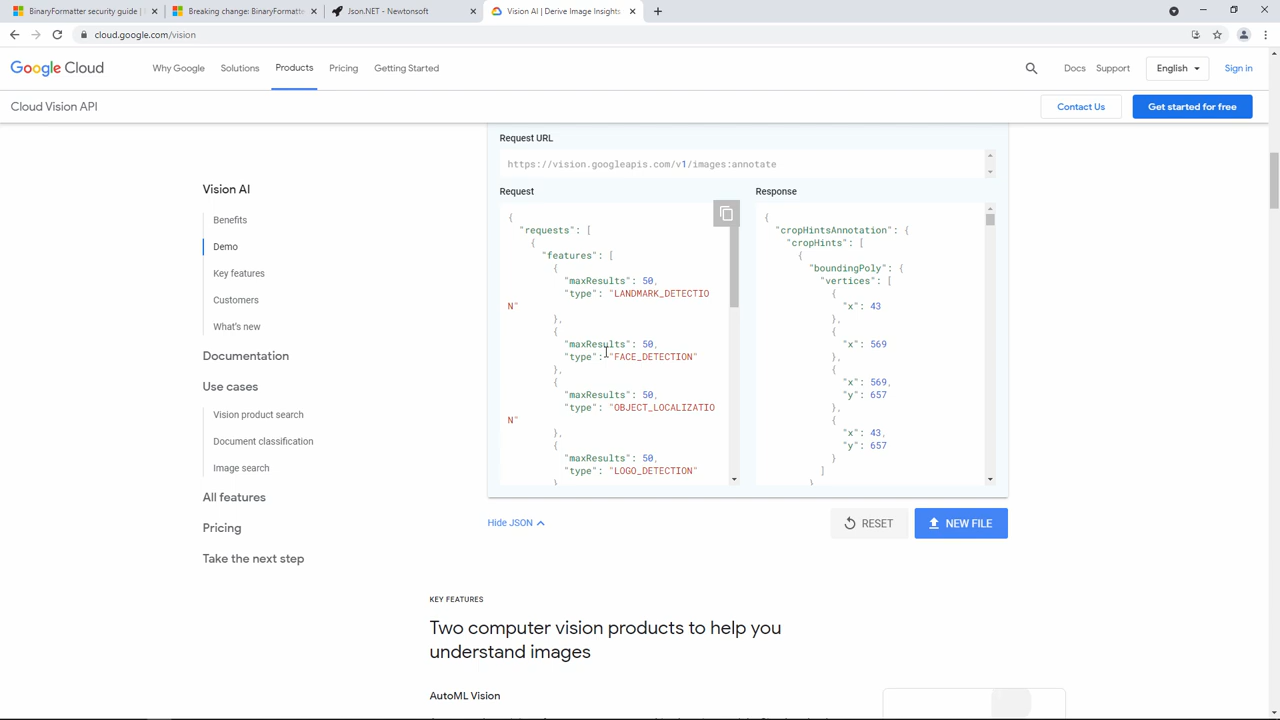 BinaryFormatter security guide |
Breaking change: BinaryFormatte
Json.NET - Newtonsoft
Vision AI | Derive Image Insights
cloud.google.com/vision
Google Cloud
Why Google
Solutions
Products
Pricing
Getting Started
Docs
Support
English
Sign in
Cloud Vision API
Contact Us
Get started for free
Vision AI
Benefits
Demo
Key features
Customers
What's new
Documentation
Use cases
Vision product search
Document classification
Image search
All features
Pricing
Take the next step
Request URL
https://vision.googleapis.com/v1/images:annotate
Request
{
"requests": [
{
"features": [
{
"maxResults": 50,
"type": "LANDMARK_DETECTIO
N"
},
{
"maxResults": 50,
"type": "FACE_DETECTION"
},
{
"maxResults": 50,
"type": "OBJECT_LOCALIZATIO
N"
},
{
"maxResults": 50,
"type": "LOGO_DETECTION"
}
Response
{
"cropHintsAnnotation": {
"cropHints": [
{
"boundingPoly": {
"vertices": [
{
"x": 43
},
{
"x": 569
},
{
"x": 569,
"y": 657
},
{
"x": 43,
"y": 657
}
]
}
Hide JSON
RESET
NEW FILE
KEY FEATURES
Two computer vision products to help you
understand images
AutoML Vision